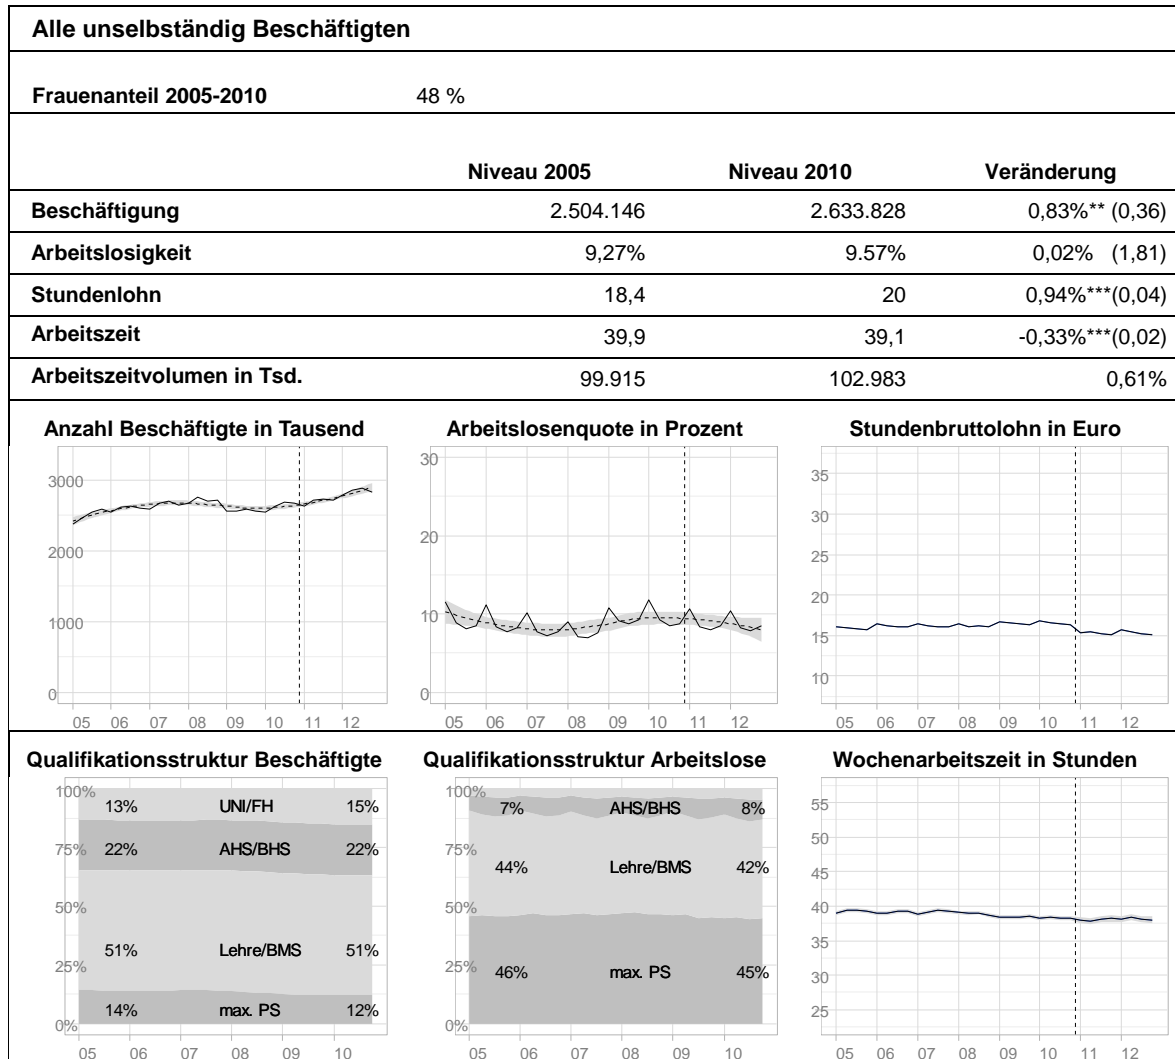 Alle unselbständig Beschäftigten
Frauenanteil 2005-2010 48 %
Niveau 2005 Niveau 2010 Veränderung
Beschäftigung 2.504.146 2.633.828 0,83%** (0,36)
Arbeitslosigkeit 9,27% 9.57% 0,02% (1,81)
Stundenlohn 18,4 20 0,94%***(0,04)
Arbeitszeit 39,9 39,1 -0,33%***(0,02)
Arbeitszeitvolumen in Tsd. 99.915 102.983 0,61%
Anzahl Beschäftigte in Tausend
3000
2000
1000
0
05 06 07 08 09 10 11 12
Arbeitslosenquote in Prozent
30
20
10
0
05 06 07 08 09 10 11 12
Stundenbruttolohn in Euro
35
30
25
20
15
10
05 06 07 08 09 10 11 12
Qualifikationsstruktur Beschäftigte
100%
13% UNI/FH 15%
75% 22% AHS/BHS 22%
50%
51% Lehre/BMS 51%
25%
14% max. PS 12%
0%
05 06 07 08 09 10
Qualifikationsstruktur Arbeitslose
100%
7% AHS/BHS 8%
75%
44% Lehre/BMS 42%
50%
25% 46% max. PS 45%
0%
05 06 07 08 09 10
Wochenarbeitszeit in Stunden
55
50
45
40
35
30
25
05 06 07 08 09 10 11 12